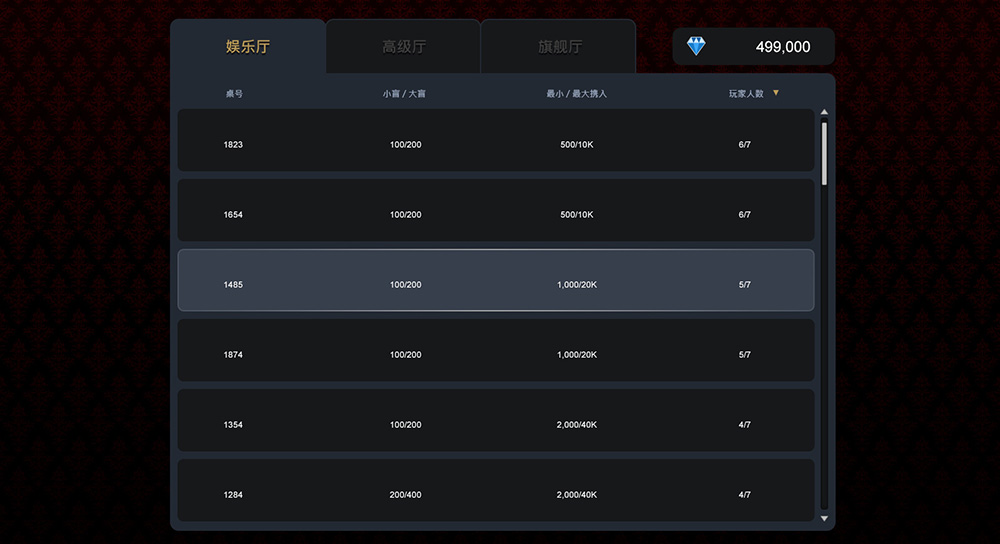 娱乐厅 高级厅 旗舰厅 499,000
桌号 小盲 / 大盲 最小 / 最大携入 玩家人数
1823 100/200 500/10K 6/7
1654 100/200 500/10K 6/7
1485 100/200 1,000/20K 5/7
1874 100/200 1,000/20K 5/7
1354 100/200 2,000/40K 4/7
1284 200/400 2,000/40K 4/7